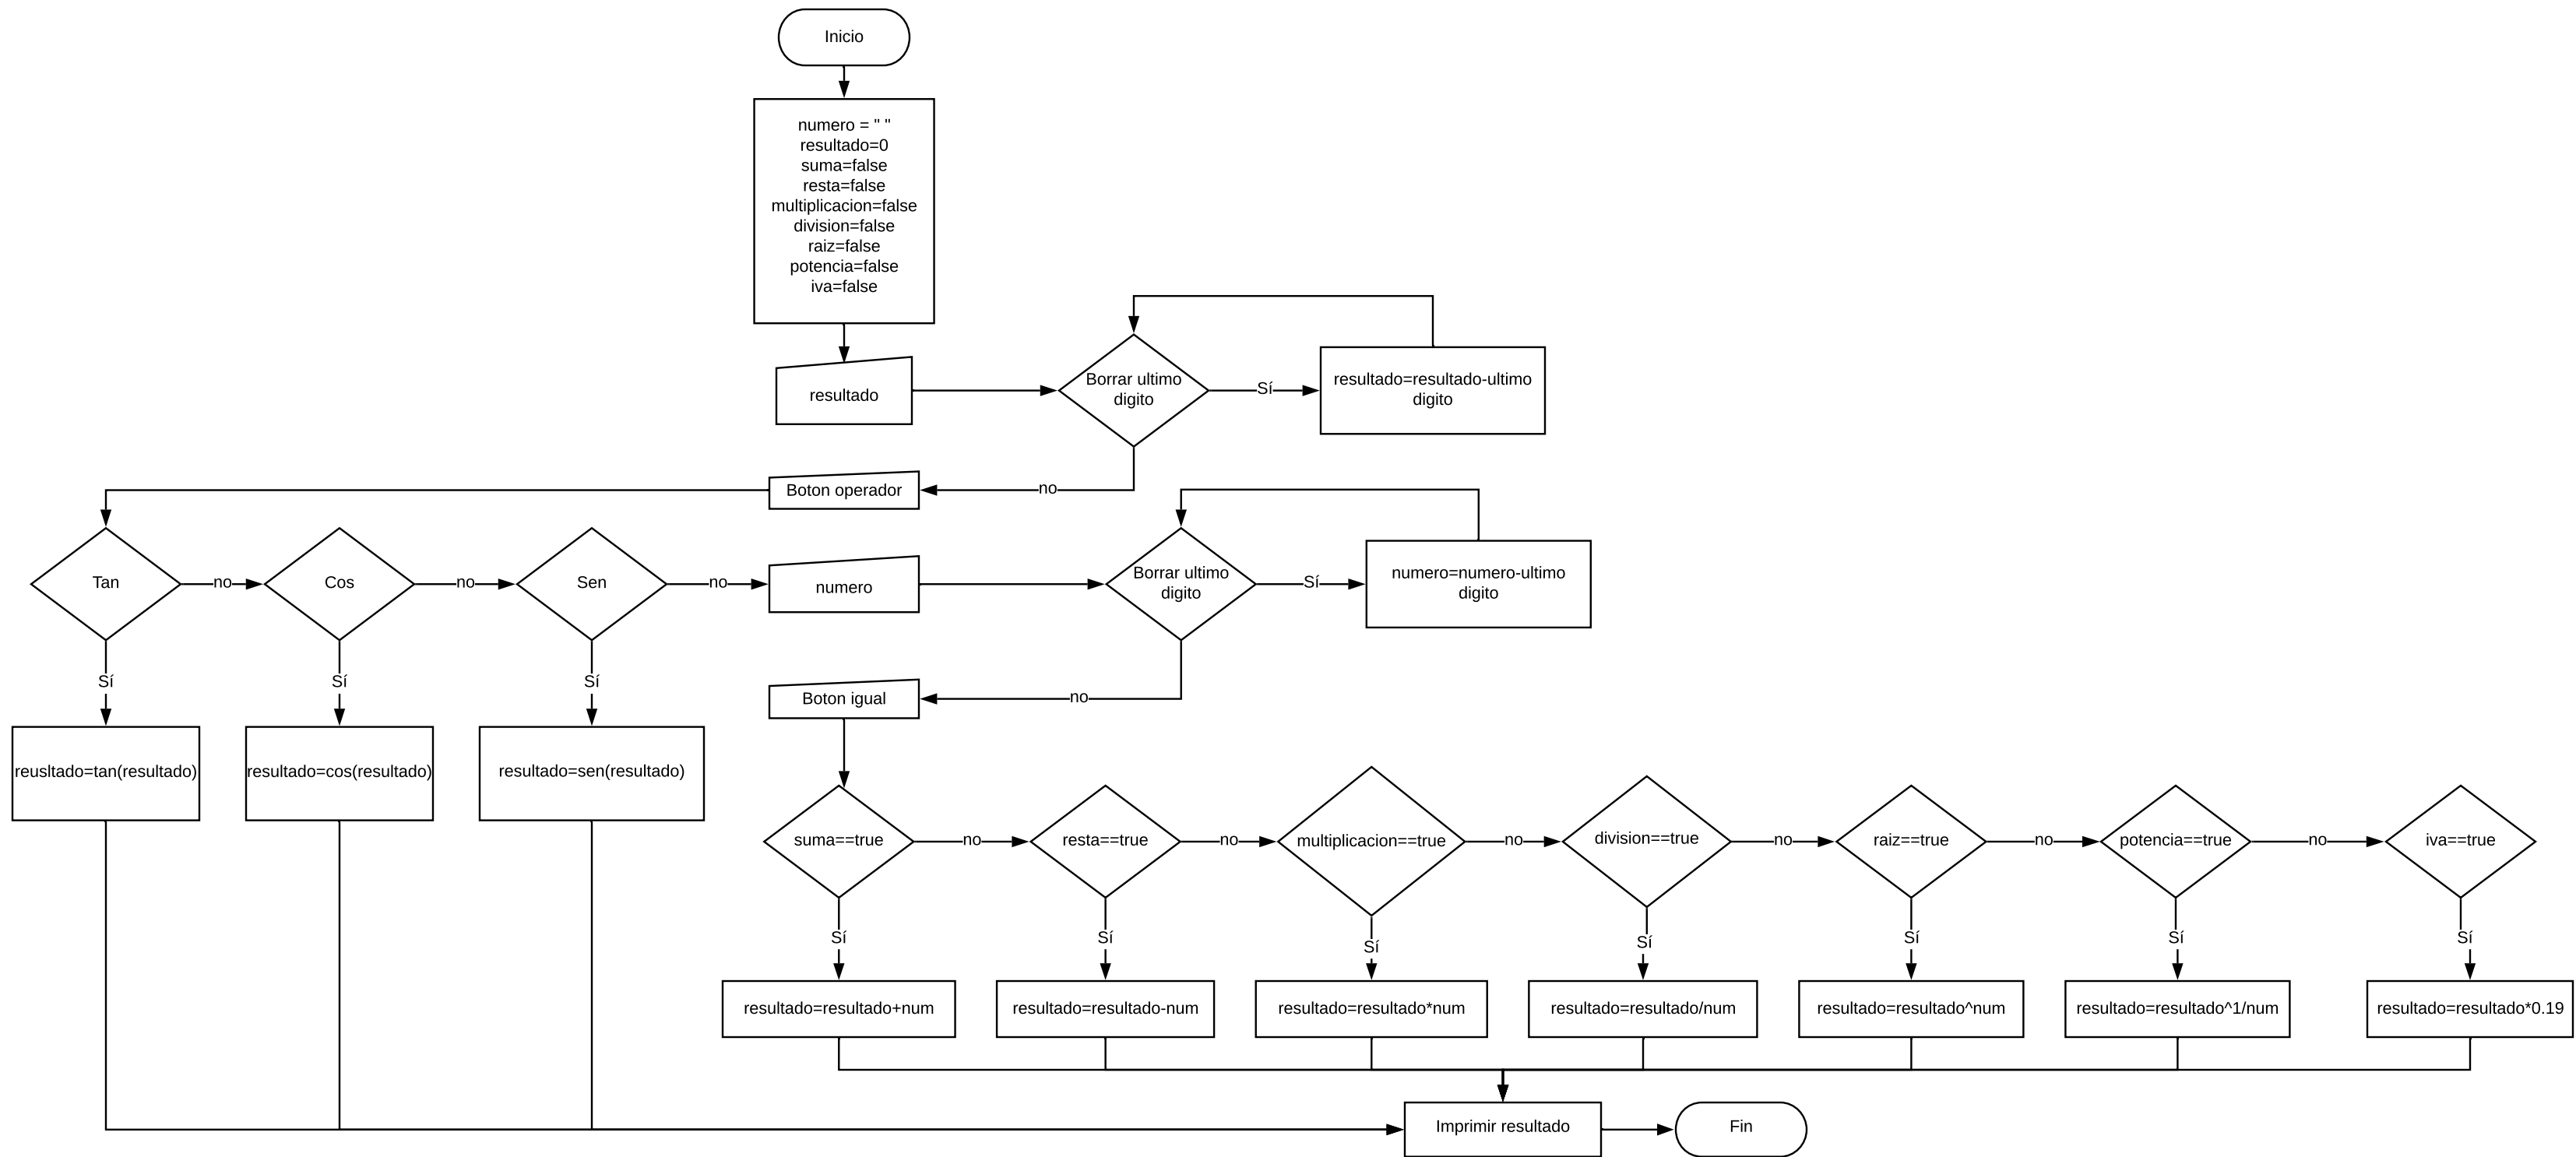 Inicio
numero = " "
resultado=0
suma=false
resta=false
multiplicacion=false
division=false
raiz=false
potencia=false
iva=false
resultado
Borrar ultimo
digito
Sí
resultado=resultado-ultimo
digito
no
Boton operador
Tan
no
Cos
no
Sen
no
numero
Borrar ultimo
digito
Sí
numero=numero-ultimo
digito
Sí
Sí
Sí
no
Boton igual
reusltado=tan(resultado)
resultado=cos(resultado)
resultado=sen(resultado)
suma==true
no
resta==true
no
multiplicacion==true
no
division==true
no
raiz==true
no
potencia==true
no
iva==true
Sí
Sí
Sí
Sí
Sí
Sí
Sí
resultado=resultado+num
resultado=resultado-num
resultado=resultado*num
resultado=resultado/num
resultado=resultado^num
resultado=resultado^1/num
resultado=resultado*0.19
Imprimir resultado
Fin